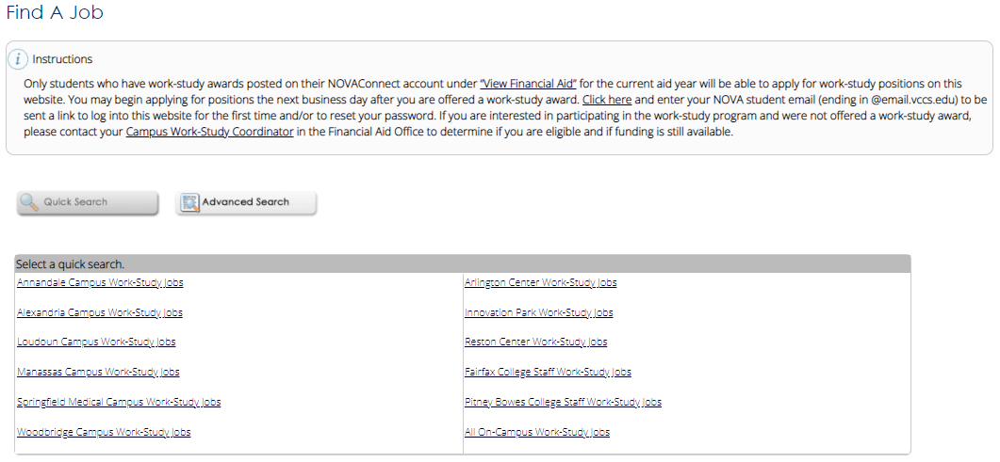 Find A Job
Instructions
Only students who have work-study awards posted on their NOVAConnect account under "View Financial Aid" for the current aid year will be able to apply for work-study positions on this
website. You may begin applying for positions the next business day after you are offered a work-study award. Click here and enter your NOVA student email (ending in @email.vccs.edu) to be
sent a link to log into this website for the first time and/or to reset your password. If you are interested in participating in the work-study program and were not offered a work-study award,
please contact your Campus Work-Study Coordinator in the Financial Aid Office to determine if you are eligible and if funding is still available.
Quick Search
Advanced Search
Select a quick search.
Annandale Campus Work-Study Jobs
Arlington Center Work-Study Jobs
Alexandria Campus Work-Study Jobs
Innovation Park Work-Study Jobs
Loudoun Campus Work-Study Jobs
Reston Center Work-Study Jobs
Manassas Campus Work-Study Jobs
Fairfax College Staff Work-Study Jobs
Springfield Medical Campus Work-Study Jobs
Pitney Bowes College Staff Work-Study Jobs
Woodbridge Campus Work-Study Jobs
All On-Campus Work-Study Jobs